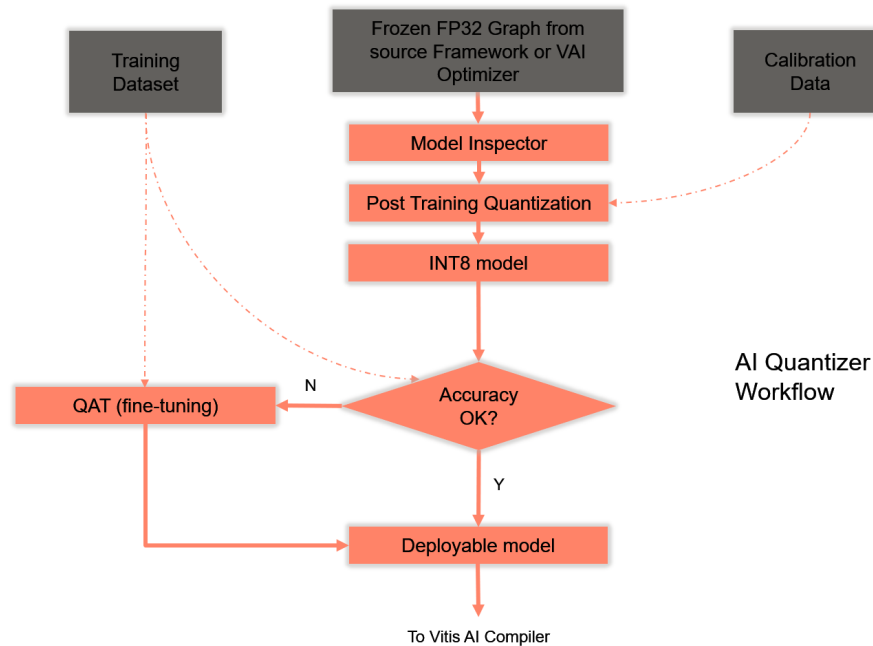 Training
Dataset
Frozen FP32 Graph from
source Framework or VAI
Optimizer
Calibration
Data
Model Inspector
Post Training Quantization
INT8 model
AI Quantizer
Workflow
QAT (fine-tuning)
N
Accuracy
OK?
Y
Deployable model
To Vitis AI Compiler